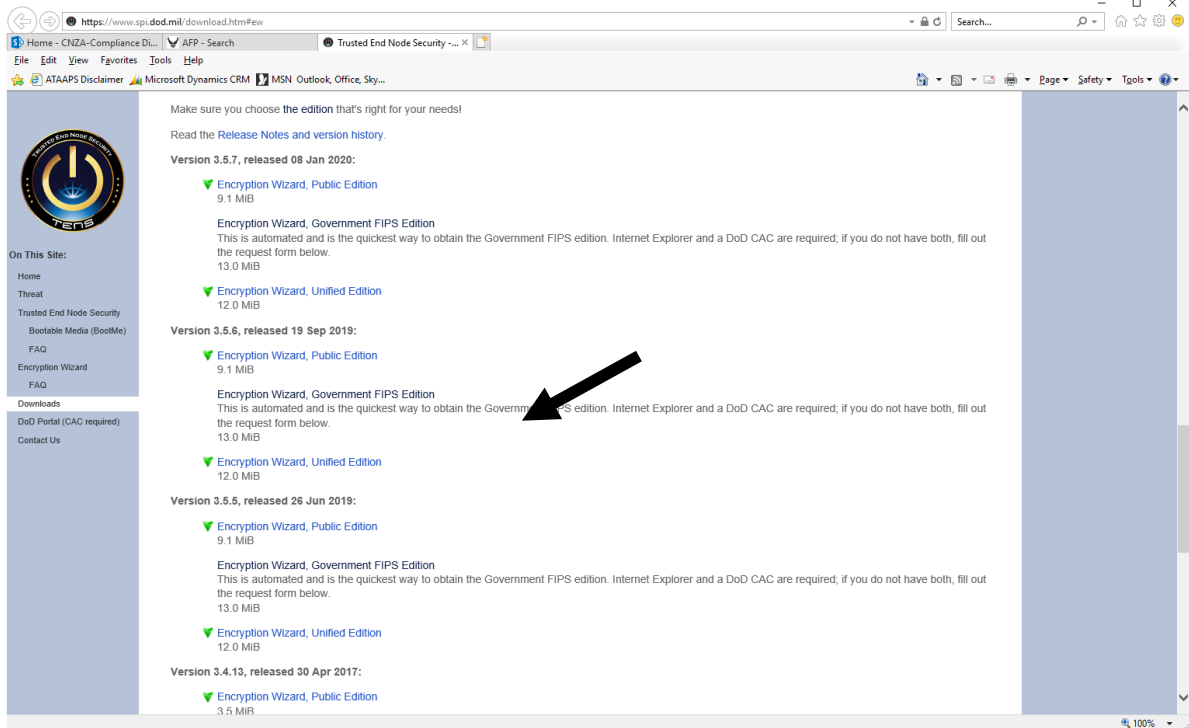 https://www.spi.dod.mil/download.htm#ew
Search...
Home - CNZA-Compliance Di...
AFP - Search
Trusted End Node Security -...
File Edit View Favorites Tools Help
ATAAPS Disclaimer Microsoft Dynamics CRM MSN Outlook, Office, Sky...
Page Safety Tools
TRUSTED END NODE SECURITY
TENS
On This Site:
Home
Threat
Trusted End Node Security
Bootable Media (BootMe)
FAQ
Encryption Wizard
FAQ
Downloads
DoD Portal (CAC required)
Contact Us
Make sure you choose the edition that's right for your needs!
Read the Release Notes and version history.
Version 3.5.7, released 08 Jan 2020:
Encryption Wizard, Public Edition
9.1 MiB
Encryption Wizard, Government FIPS Edition
This is automated and is the quickest way to obtain the Government FIPS edition. Internet Explorer and a DoD CAC are required; if you do not have both, fill out
the request form below.
13.0 MiB
Encryption Wizard, Unified Edition
12.0 MiB
Version 3.5.6, released 19 Sep 2019:
Encryption Wizard, Public Edition
9.1 MiB
Encryption Wizard, Government FIPS Edition
This is automated and is the quickest way to obtain the Governm PS edition. Internet Explorer and a DoD CAC are required; if you do not have both, fill out
the request form below.
13.0 MiB
Encryption Wizard, Unified Edition
12.0 MiB
Version 3.5.5, released 26 Jun 2019:
Encryption Wizard, Public Edition
9.1 MiB
Encryption Wizard, Government FIPS Edition
This is automated and is the quickest way to obtain the Government FIPS edition. Internet Explorer and a DoD CAC are required; if you do not have both, fill out
the request form below.
13.0 MiB
Encryption Wizard, Unified Edition
12.0 MiB
Version 3.4.13, released 30 Apr 2017:
Encryption Wizard, Public Edition
3.5 MiB
100%